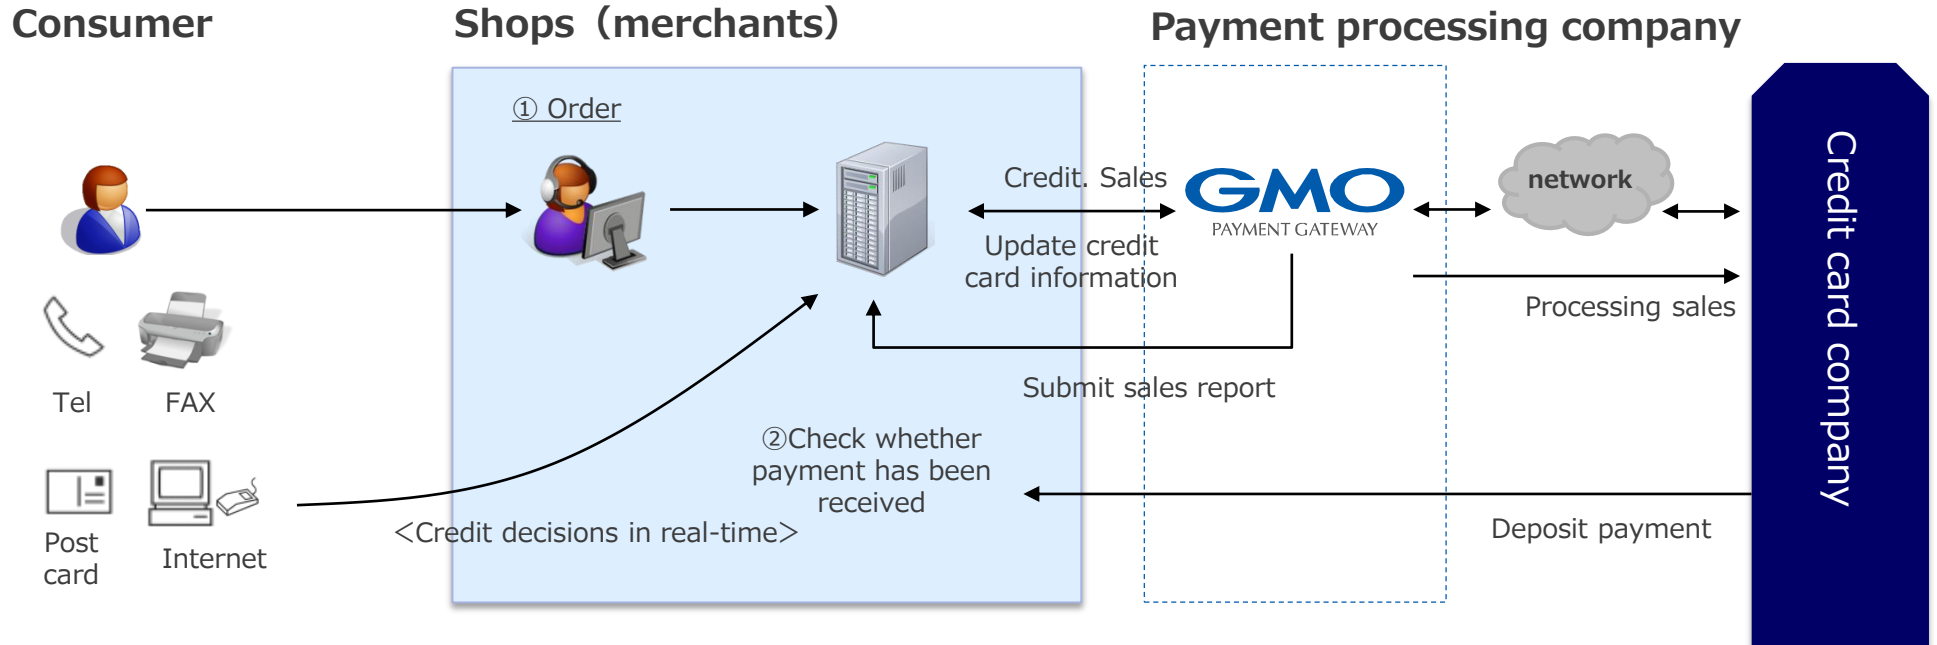 Consumer
Shops（merchants）
Payment processing company
① Order
Credit. Sales
GMO
PAYMENT GATEWAY
network
Update credit
card information
Processing sales
Credit card company
Tel
FAX
Submit sales report
②Check whether
payment has been
received
Post
card
Internet
＜Credit decisions in real-time＞
Deposit payment